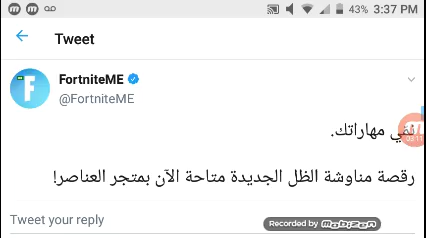 43% 3:37 PM
Tweet
FortniteME
@FortniteME
مهاراتك.
رقصة مناوشة الظل الجديدة متاحة الآن بمتجر العناصر!
Tweet your reply
Recorded by mobizen